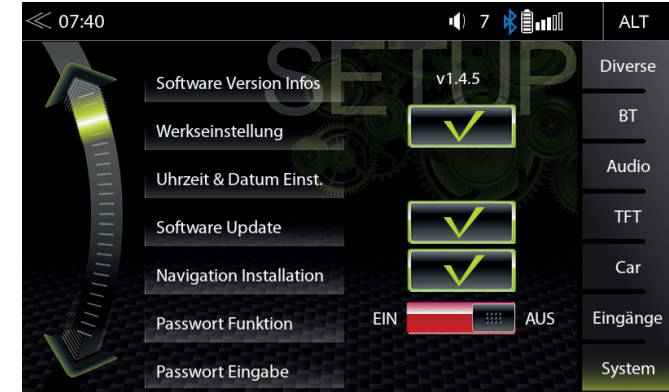 07:40 7 ALT
SETUP
Software Version Infos v1.4.5
Werkseinstellung
Uhrzeit & Datum Einst.
Software Update
Navigation Installation
Passwort Funktion EIN AUS
Passwort Eingabe
Diverse
BT
Audio
TFT
Car
Eingänge
System